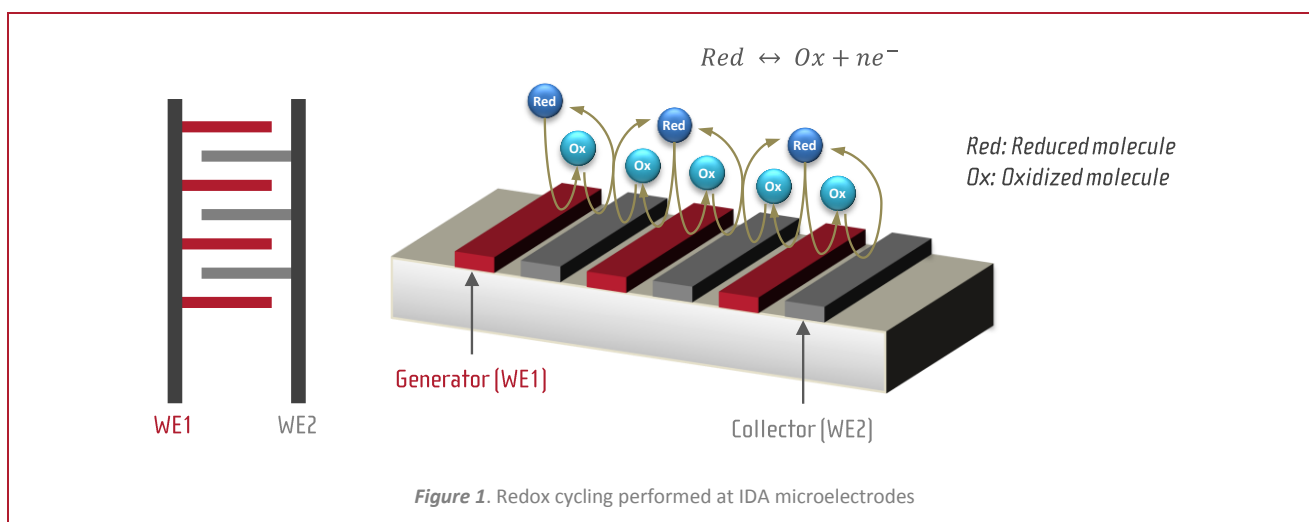 Red ↔ Ox + ne⁻
Red
Red
Red
Ox
Ox
Ox
Ox
Ox
Red: Reduced molecule
Ox: Oxidized molecule
Generator (WE1)
WE1
WE2
Collector (WE2)
Figure 1. Redox cycling performed at IDA microelectrodes